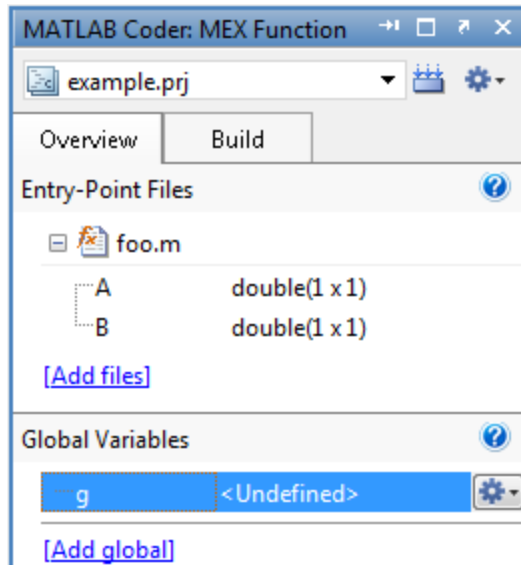 MATLAB Coder: MEX Function
example.prj
Overview Build
Entry-Point Files
foo.m
A double(1 x 1)
B double(1 x 1)
[Add files]
Global Variables
g <Undefined>
[Add global]